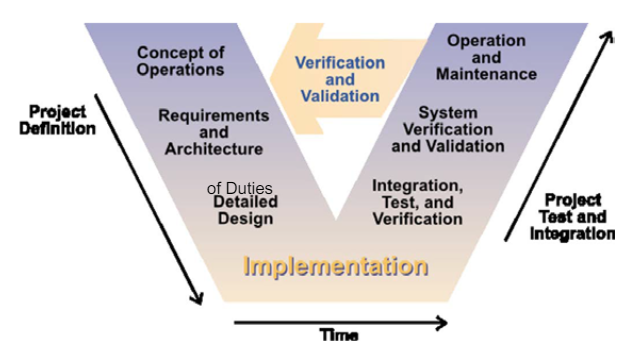 Concept of
Operations
Verification
and
Validation
Operation
and
Maintenance
Project
Definition
Requirements
and
Architecture
System
Verification
and Validation
of Duties
Detailed
Design
Integration,
Test, and
Verification
Project
Test and
Integration
Implementation
Time